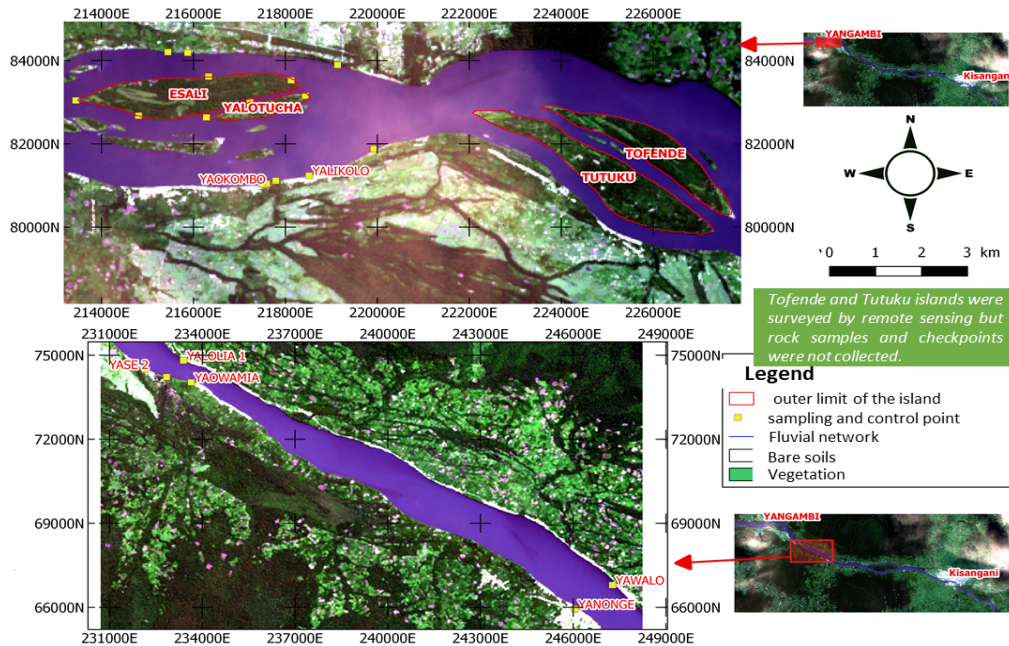 214000E 216000E 218000E 220000E 222000E 224000E 226000E
84000N
84000N
ESALI
YALOTUCHA
82000N
82000N
TOFENDE
TUTUKU
YALIKOLO
YAOKOMBO
80000N
80000N
214000E 216000E 218000E 220000E 222000E 224000E 226000E
YANGAMBI
Kisangan
N
W
E
S
0 1 2 3 km
Tofende and Tutuku islands were
surveyed by remote sensing but
rock samples and checkpoints
were not collected.
Legend
outer limit of the island
sampling and control point
Fluvial network
Bare soils
Vegetation
231000E 234000E 237000E 240000E 243000E 246000E 249000E
75000N
75000N
YALOLIA 1
YASE 2
YAOWAMIA
72000N
72000N
69000N
69000N
YAWALO
YANONGE
66000N
66000N
231000E 234000E 237000E 240000E 243000E 246000E 249000E
YANGAMBI
Kisangani